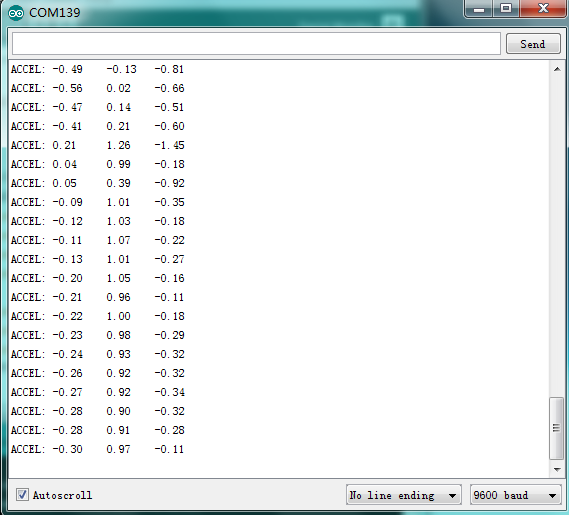 COM139
Send
ACCEL: -0.49 -0.13 -0.81
ACCEL: -0.56 0.02 -0.66
ACCEL: -0.47 0.14 -0.51
ACCEL: -0.41 0.21 -0.60
ACCEL: 0.21 1.26 -1.45
ACCEL: 0.04 0.99 -0.18
ACCEL: 0.05 0.39 -0.92
ACCEL: -0.09 1.01 -0.35
ACCEL: -0.12 1.03 -0.18
ACCEL: -0.11 1.07 -0.22
ACCEL: -0.13 1.01 -0.27
ACCEL: -0.20 1.05 -0.16
ACCEL: -0.21 0.96 -0.11
ACCEL: -0.22 1.00 -0.18
ACCEL: -0.23 0.98 -0.29
ACCEL: -0.24 0.93 -0.32
ACCEL: -0.26 0.92 -0.32
ACCEL: -0.27 0.92 -0.34
ACCEL: -0.28 0.90 -0.32
ACCEL: -0.28 0.91 -0.28
ACCEL: -0.30 0.97 -0.11
Autoscroll No line ending 9600 baud